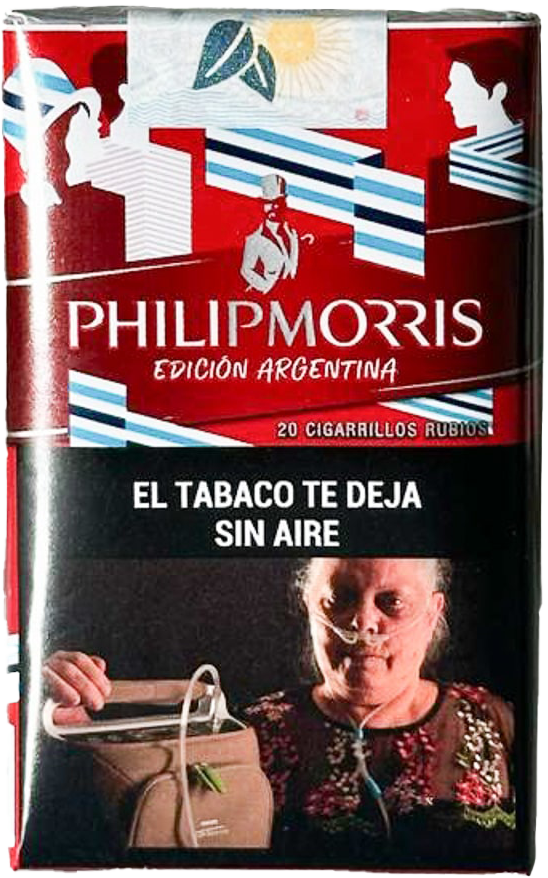 PHILIPMORRIS
EDICIÓN ARGENTINA
20 CIGARRILLOS RUBIOS
EL TABACO TE DEJA
SIN AIRE